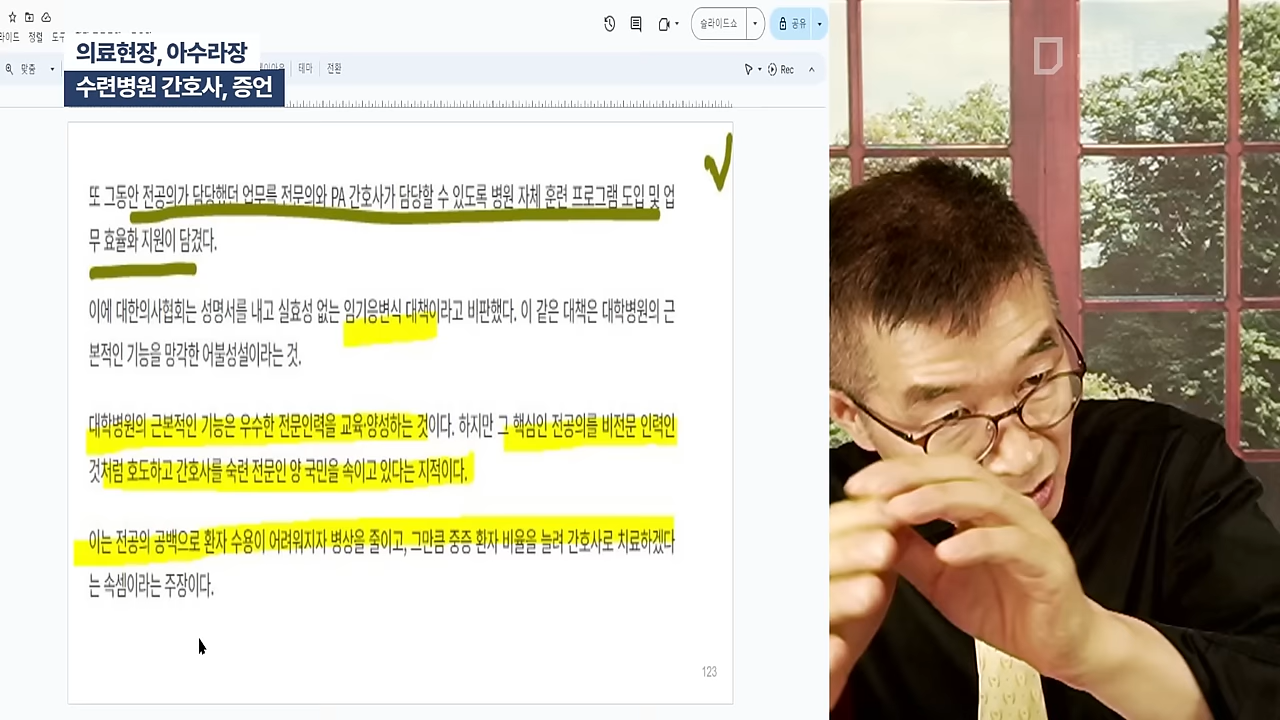 슬라이드쇼
공유
라이드 정렬 도구
의료현장, 아수라장
맞춤
테마
전환
Rec
수련병원 간호사, 증언
또 그동안 전공의가 담당했던 업무를 전문의와 PA 간호사가 담당할 수 있도록 병원 자체 훈련 프로그램 도입 및 업
무 효율화 지원이 담겼다.
이에 대한의사협회는 성명서를 내고 실효성 없는 임기응변식 대책이라고 비판했다. 이 같은 대책은 대학병원의 근
본적인 기능을 망각한 어불성설이라는 것.
대학병원의 근본적인 기능은 우수한 전문인력을 교육·양성하는 것이다. 하지만 그 핵심인 전공의를 비전문 인력인
것처럼 호도하고 간호사를 숙련 전문인 양 국민을 속이고 있다는 지적이다.
이는 전공의 공백으로 환자 수용이 어려워지자 병상을 줄이고, 그만큼 중증 환자 비율을 늘려 간호사로 치료하겠다
는 속셈이라는 주장이다.
123